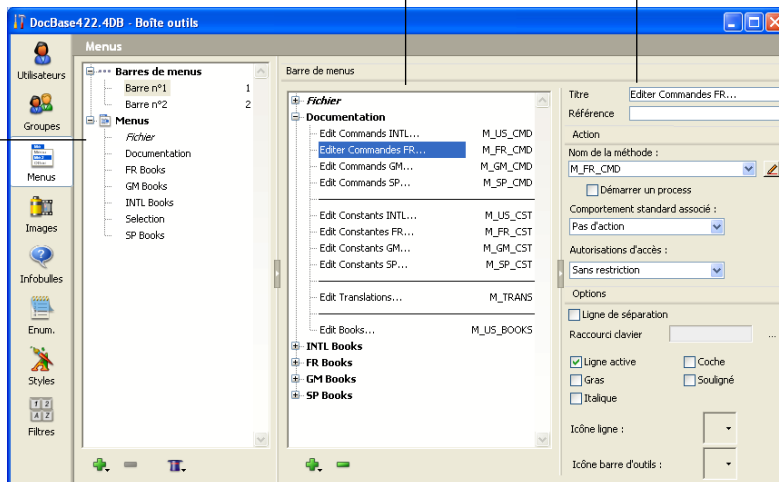 DocBase422.4DB - Boîte outils
Menus
Utilisateurs
Groupes
Menus
Images
Infobulles
Enum.
Styles
Filtres
Barres de menus
Barre n°1 1
Barre n°2 2
Menus
Fichier
Documentation
FR Books
GM Books
INTL Books
Selection
SP Books
Barre de menus
Fichier
Documentation
Edit Commands INTL... M_US_CMD
Editer Commandes FR... M_FR_CMD
Edit Commandes GM... M_GM_CMD
Edit Commandes SP... M_SP_CMD
Edit Constants INTL... M_US_CST
Edit Constantes FR... M_FR_CST
Edit Constants GM... M_GM_CST
Edit Constants SP... M_SP_CST
Edit Translations... M_TRANS
Edit Books... M_US_BOOKS
INTL Books
FR Books
GM Books
SP Books
Titre Editer Commandes FR...
Référence
Action
Nom de la méthode :
M_FR_CMD
Démarrer un process
Comportement standard associé :
Pas d'action
Autorisations d'accès :
Sans restriction
Options
Ligne de séparation
Raccourci clavier ...
Ligne active Coche
Gras Souligné
Italique
Icône ligne :
Icône barre d'outils :